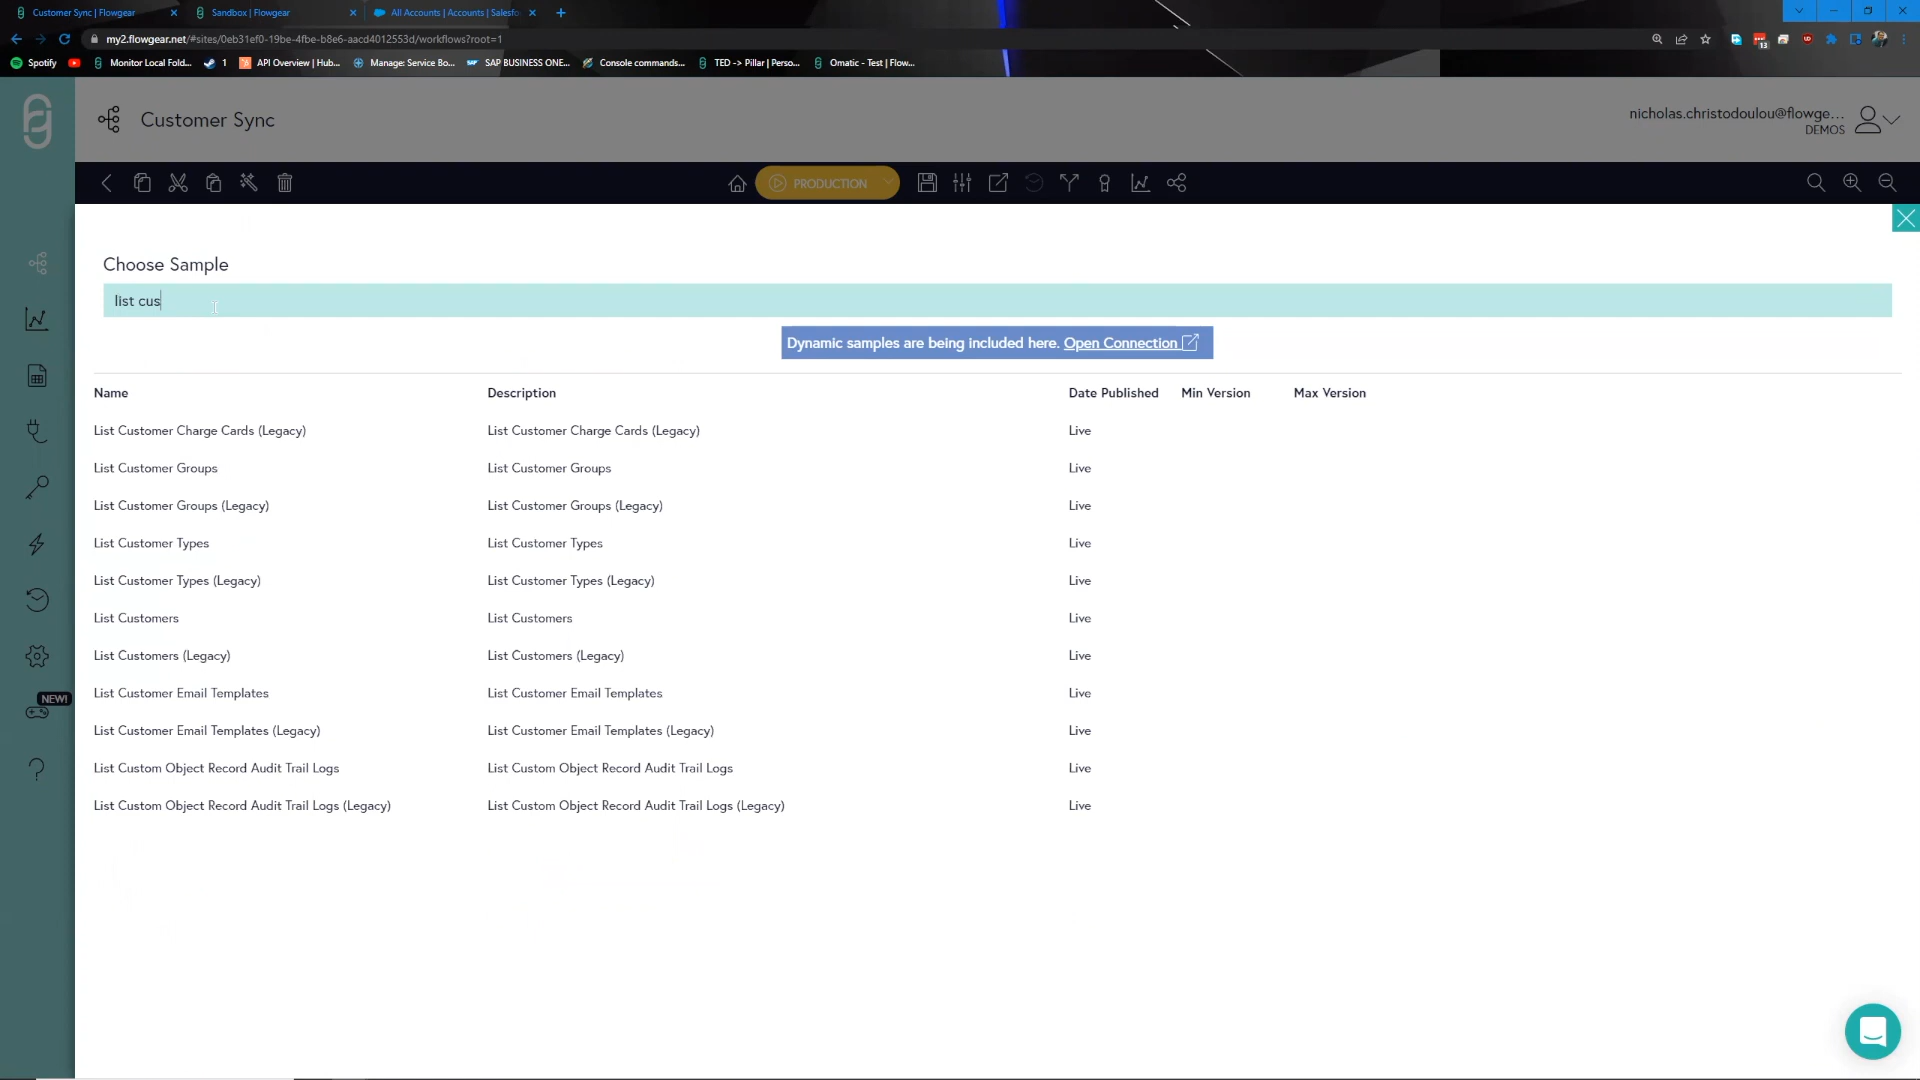 Customer Sync | Flowgear
Sandbox | Flowgear
All Accounts | Accounts | Salesfo
my2.flowgear.net/#sites/0eb31ef0-19be-4fbe-b8e6-aacd4012553d/workflows?root=1
13
Spotify
Monitor Local Fold...
1
API Overview | Hub...
Manage: Service Bo...
SAP BUSINESS ONE...
Console commands...
TED -> Pillar | Perso...
Omatic - Test | Flow...
Customer Sync
nicholas.christodoulou@flowge...
DEMOS
PRODUCTION
Choose Sample
list cus
Dynamic samples are being included here. Open Connection
Name Description Date Published Min Version Max Version
List Customer Charge Cards (Legacy) List Customer Charge Cards (Legacy) Live
List Customer Groups List Customer Groups Live
List Customer Groups (Legacy) List Customer Groups (Legacy) Live
List Customer Types List Customer Types Live
List Customer Types (Legacy) List Customer Types (Legacy) Live
List Customers List Customers Live
List Customers (Legacy) List Customers (Legacy) Live
List Customer Email Templates List Customer Email Templates Live
NEW!
List Customer Email Templates (Legacy) List Customer Email Templates (Legacy) Live
List Custom Object Record Audit Trail Logs List Custom Object Record Audit Trail Logs Live
List Custom Object Record Audit Trail Logs (Legacy) List Custom Object Record Audit Trail Logs (Legacy) Live